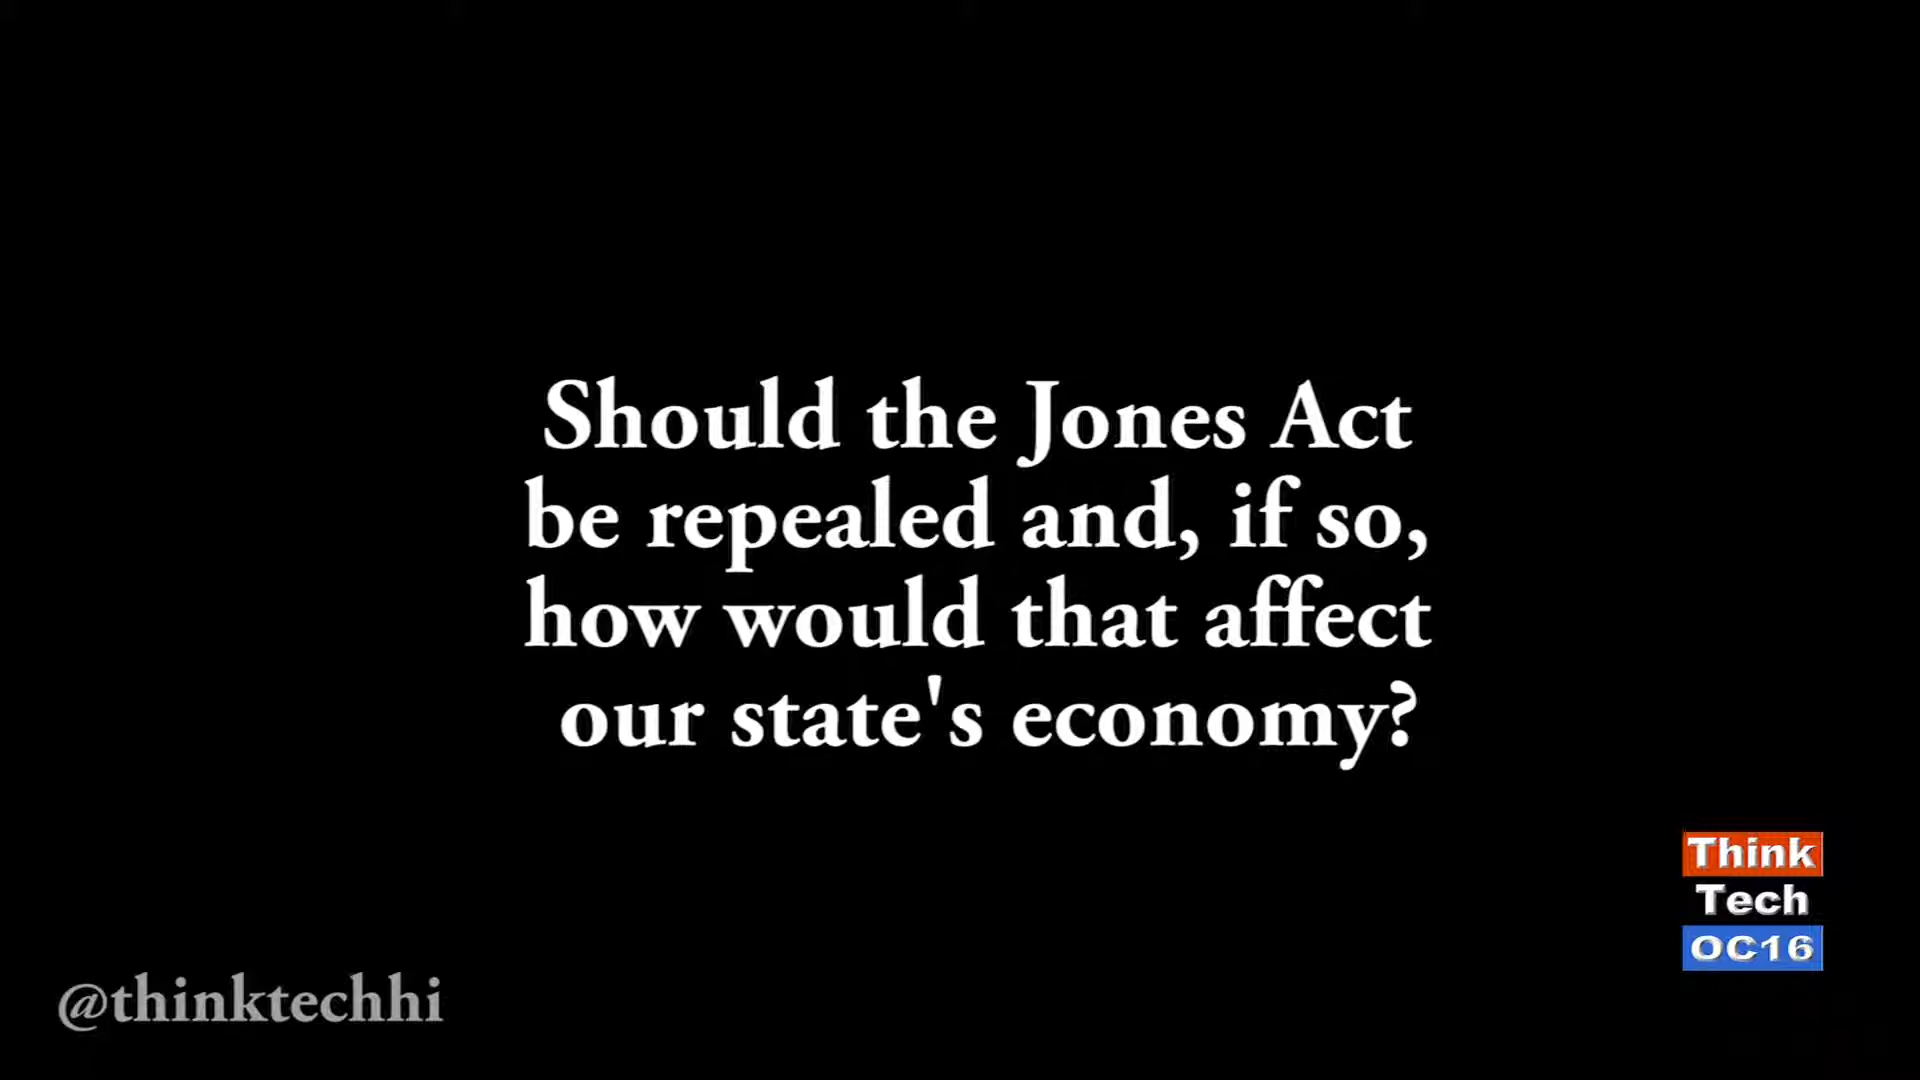 Should the Jones Act
be repealed and, if so,
how would that affect
our state's economy?
Think
Tech
OC16
@thinktechhi